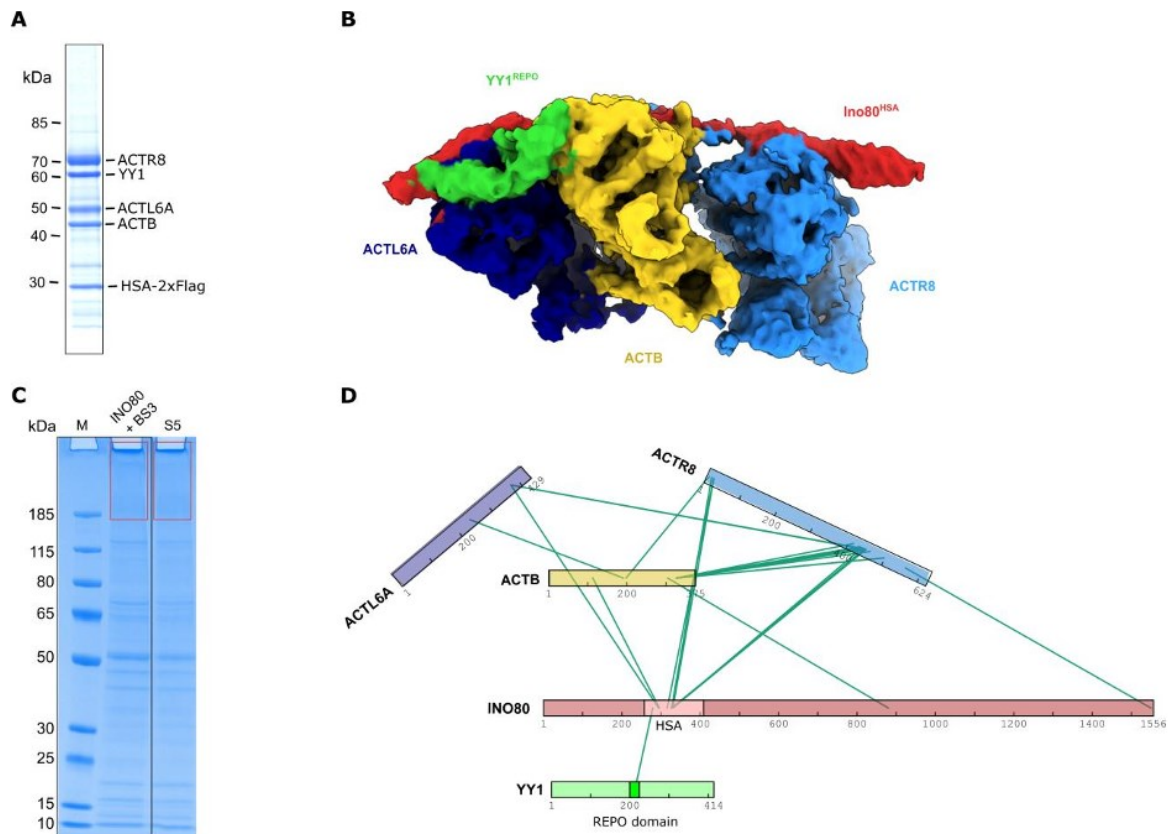 A
kDa
85
70
60
50
40
30
ACTR8
YY1
ACTL6A
ACTB
HSA-2xFlag
B
YY1REPO
Ino80HSA
ACTL6A
ACTR8
ACTB
C
kDa
M
INO80
+ BS3
S5
185
115
80
65
50
30
25
15
10
D
ACTR8
1
200
624
ACTL6A
1
200
429
ACTB
1
200
INO80
1
200
400
600
800
1000
1200
1400
1556
HSA
YY1
1
200
414
REPO domain